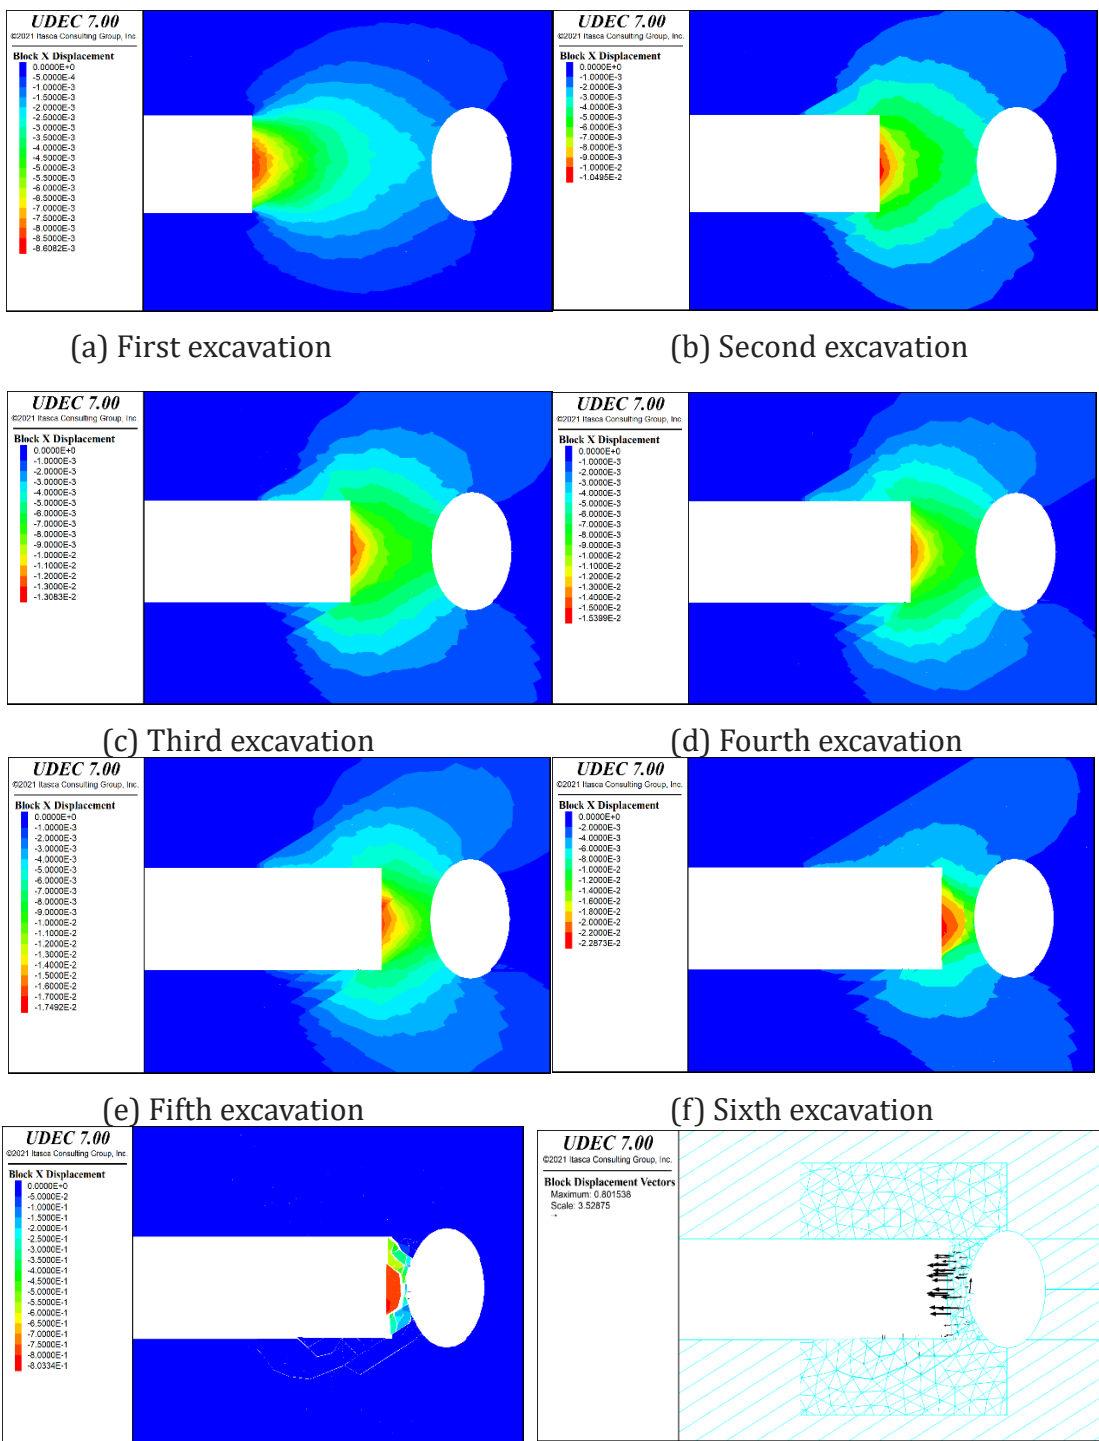 UDEC 7.00
©2021 Itasca Consulting Group, Inc.
Block X Displacement
0.0000E+0
-5.0000E-4
-1.0000E-3
-1.5000E-3
-2.0000E-3
-2.5000E-3
-3.0000E-3
-3.5000E-3
-4.0000E-3
-4.5000E-3
-5.0000E-3
-5.5000E-3
-6.0000E-3
-6.5000E-3
-7.0000E-3
-7.5000E-3
-8.0000E-3
-8.5000E-3
-8.6082E-3
UDEC 7.00
©2021 Itasca Consulting Group, Inc.
Block X Displacement
0.0000E+0
-1.0000E-3
-2.0000E-3
-3.0000E-3
-4.0000E-3
-5.0000E-3
-6.0000E-3
-7.0000E-3
-8.0000E-3
-9.0000E-3
-1.0000E-2
-1.0495E-2
(a) First excavation
(b) Second excavation
UDEC 7.00
©2021 Itasca Consulting Group, Inc.
Block X Displacement
0.0000E+0
-1.0000E-3
-2.0000E-3
-3.0000E-3
-4.0000E-3
-5.0000E-3
-6.0000E-3
-7.0000E-3
-8.0000E-3
-9.0000E-3
-1.0000E-2
-1.1000E-2
-1.2000E-2
-1.3000E-2
-1.3083E-2
UDEC 7.00
©2021 Itasca Consulting Group, Inc.
Block X Displacement
0.0000E+0
-1.0000E-3
-2.0000E-3
-3.0000E-3
-4.0000E-3
-5.0000E-3
-6.0000E-3
-7.0000E-3
-8.0000E-3
-9.0000E-3
-1.0000E-2
-1.1000E-2
-1.2000E-2
-1.3000E-2
-1.4000E-2
-1.5000E-2
-1.5399E-2
(c) Third excavation
(d) Fourth excavation
UDEC 7.00
©2021 Itasca Consulting Group, Inc.
Block X Displacement
0.0000E+0
-1.0000E-3
-2.0000E-3
-3.0000E-3
-4.0000E-3
-5.0000E-3
-6.0000E-3
-7.0000E-3
-8.0000E-3
-9.0000E-3
-1.0000E-2
-1.1000E-2
-1.2000E-2
-1.3000E-2
-1.4000E-2
-1.5000E-2
-1.6000E-2
-1.7000E-2
-1.7492E-2
UDEC 7.00
©2021 Itasca Consulting Group, Inc.
Block X Displacement
0.0000E+0
-2.0000E-3
-4.0000E-3
-6.0000E-3
-8.0000E-3
-1.0000E-2
-1.2000E-2
-1.4000E-2
-1.6000E-2
-1.8000E-2
-2.0000E-2
-2.2000E-2
-2.2873E-2
(e) Fifth excavation
(f) Sixth excavation
UDEC 7.00
©2021 Itasca Consulting Group, Inc.
Block X Displacement
0.0000E+0
-5.0000E-2
-1.0000E-1
-1.5000E-1
-2.0000E-1
-2.5000E-1
-3.0000E-1
-3.5000E-1
-4.0000E-1
-4.5000E-1
-5.0000E-1
-5.5000E-1
-6.0000E-1
-6.5000E-1
-7.0000E-1
-7.5000E-1
-8.0000E-1
-8.0334E-1
UDEC 7.00
©2021 Itasca Consulting Group, Inc.
Block Displacement Vectors
Maximum: 0.801538
Scale: 3.52875